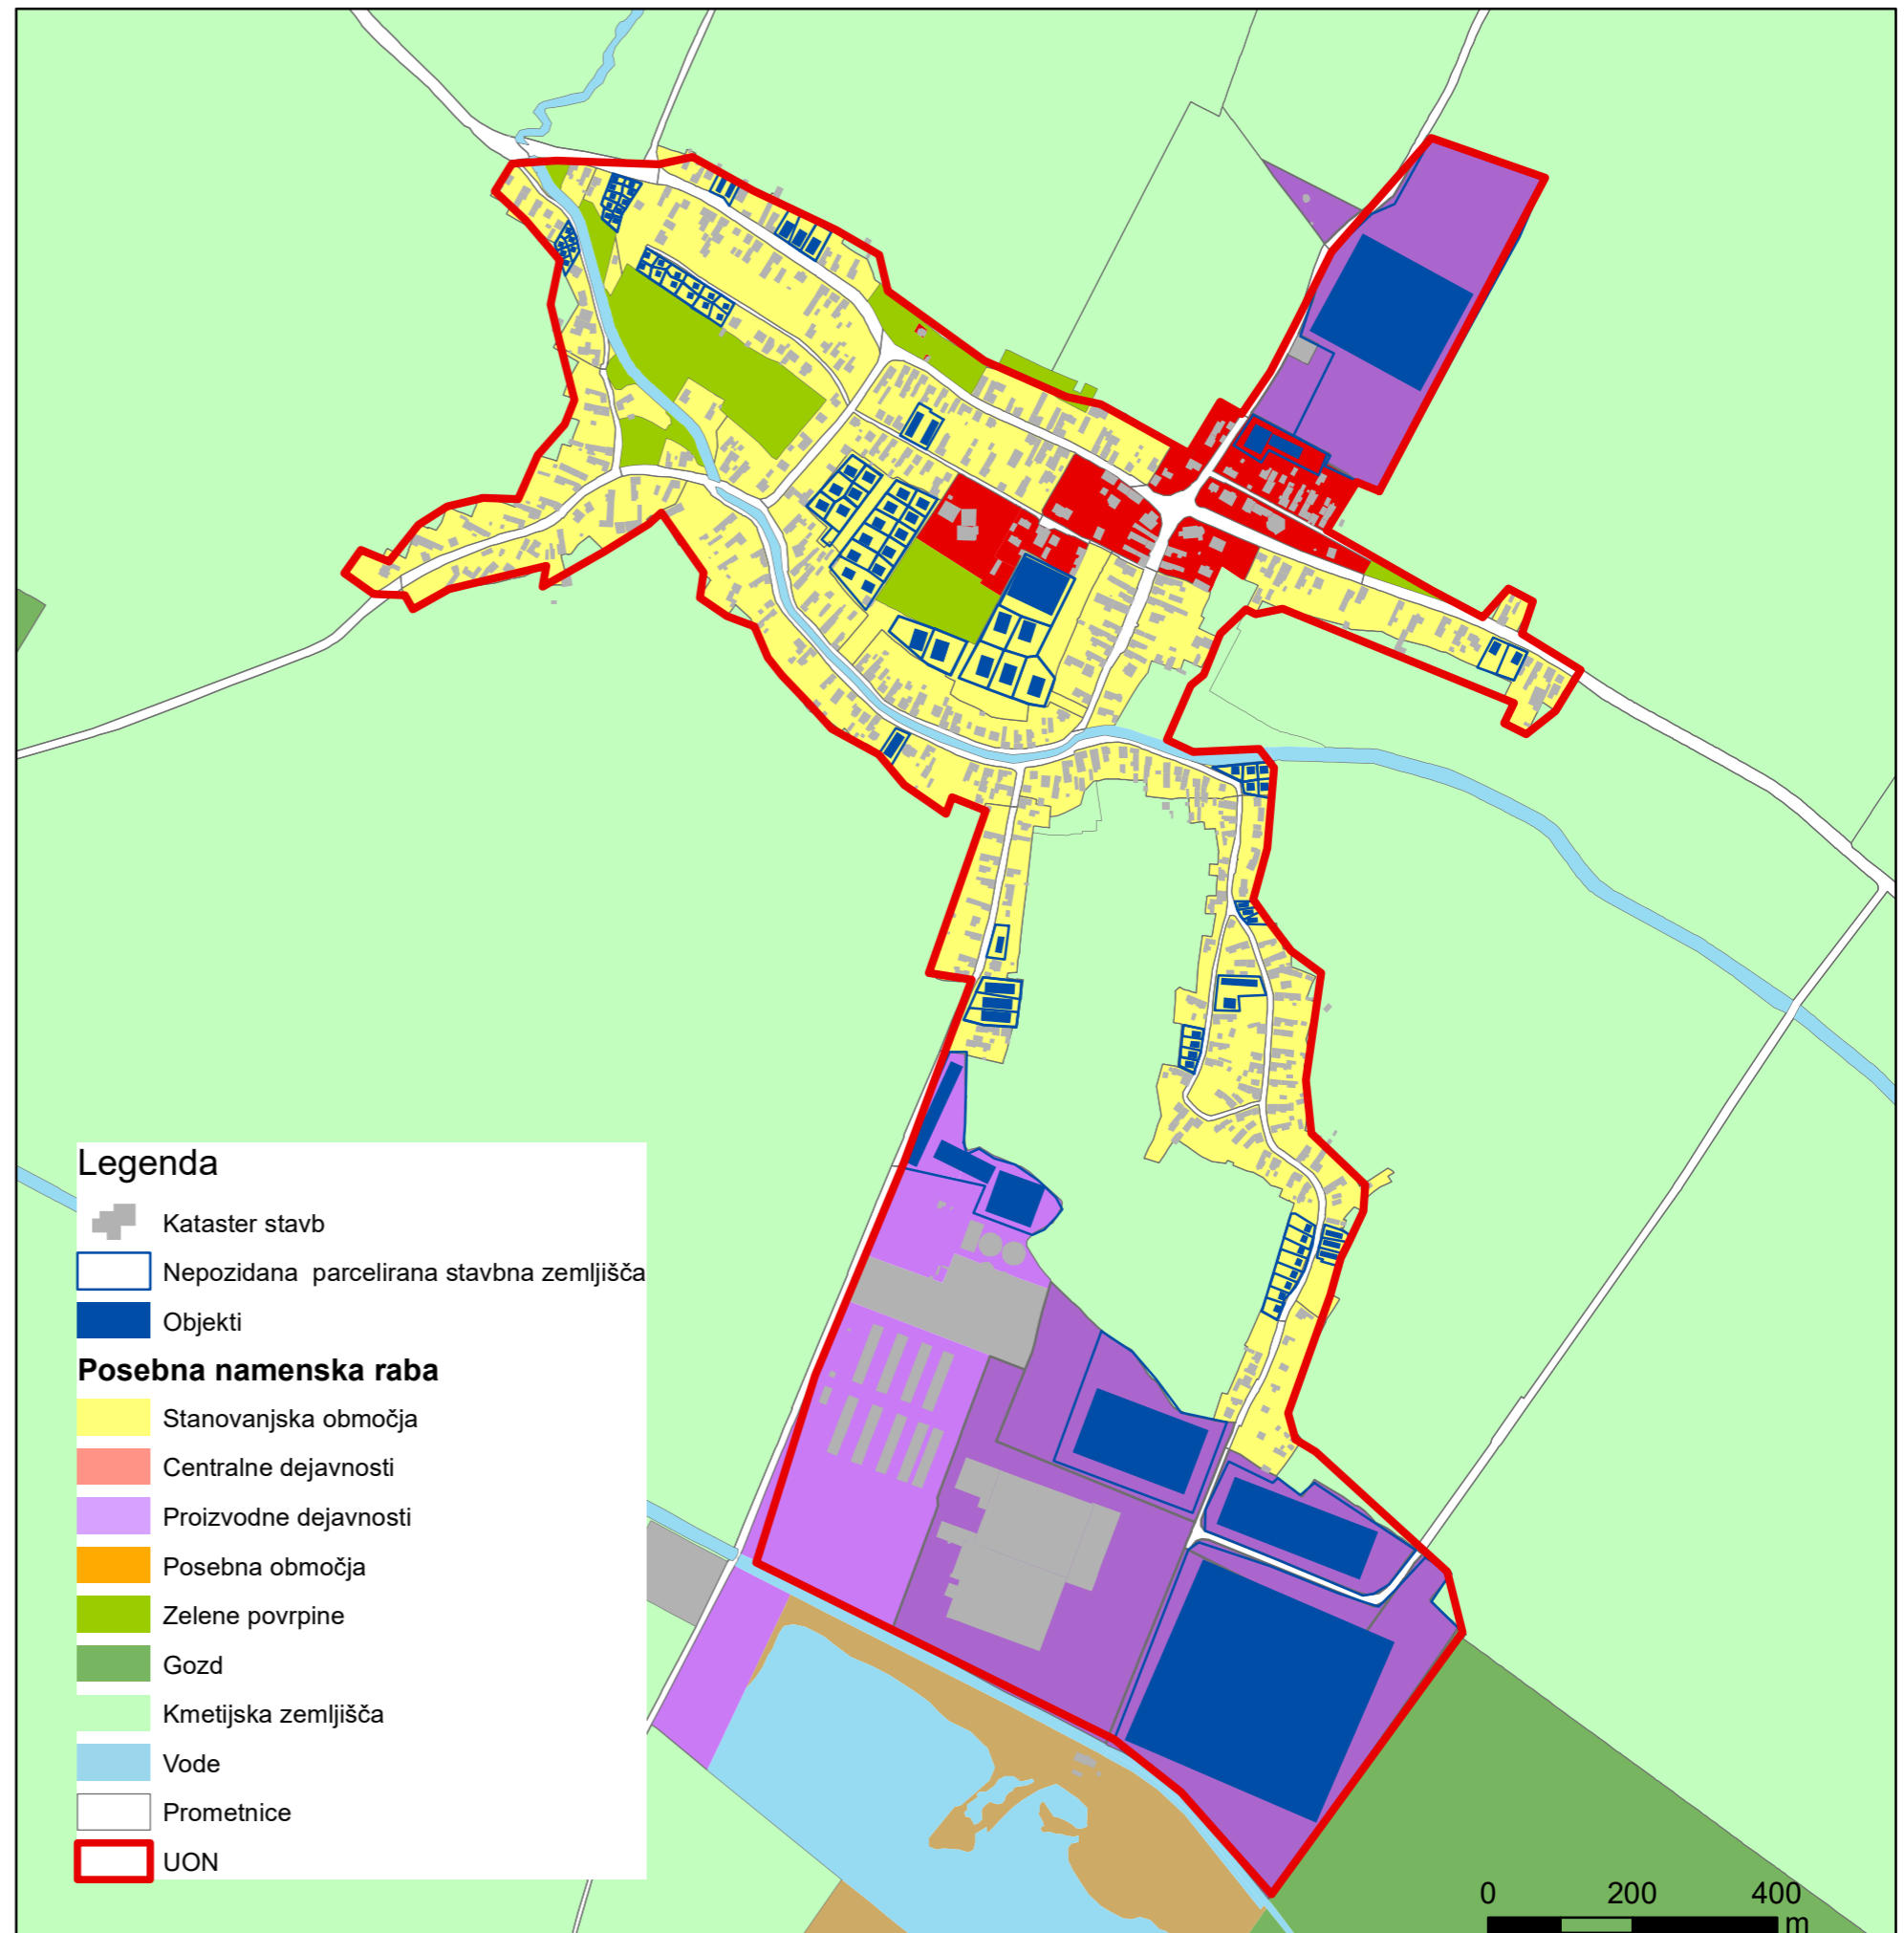 Legenda
Kataster stavb
Nepozidana parcelirana stavbna zemljišča
Objekti
Posebna namenska raba
Stanovanjska območja
Centralne dejavnosti
Proizvodne dejavnosti
Posebna območja
Zelene povrpine
Gozd
Kmetijska zemljišča
Vode
Prometnice
UON
0 200 400
m